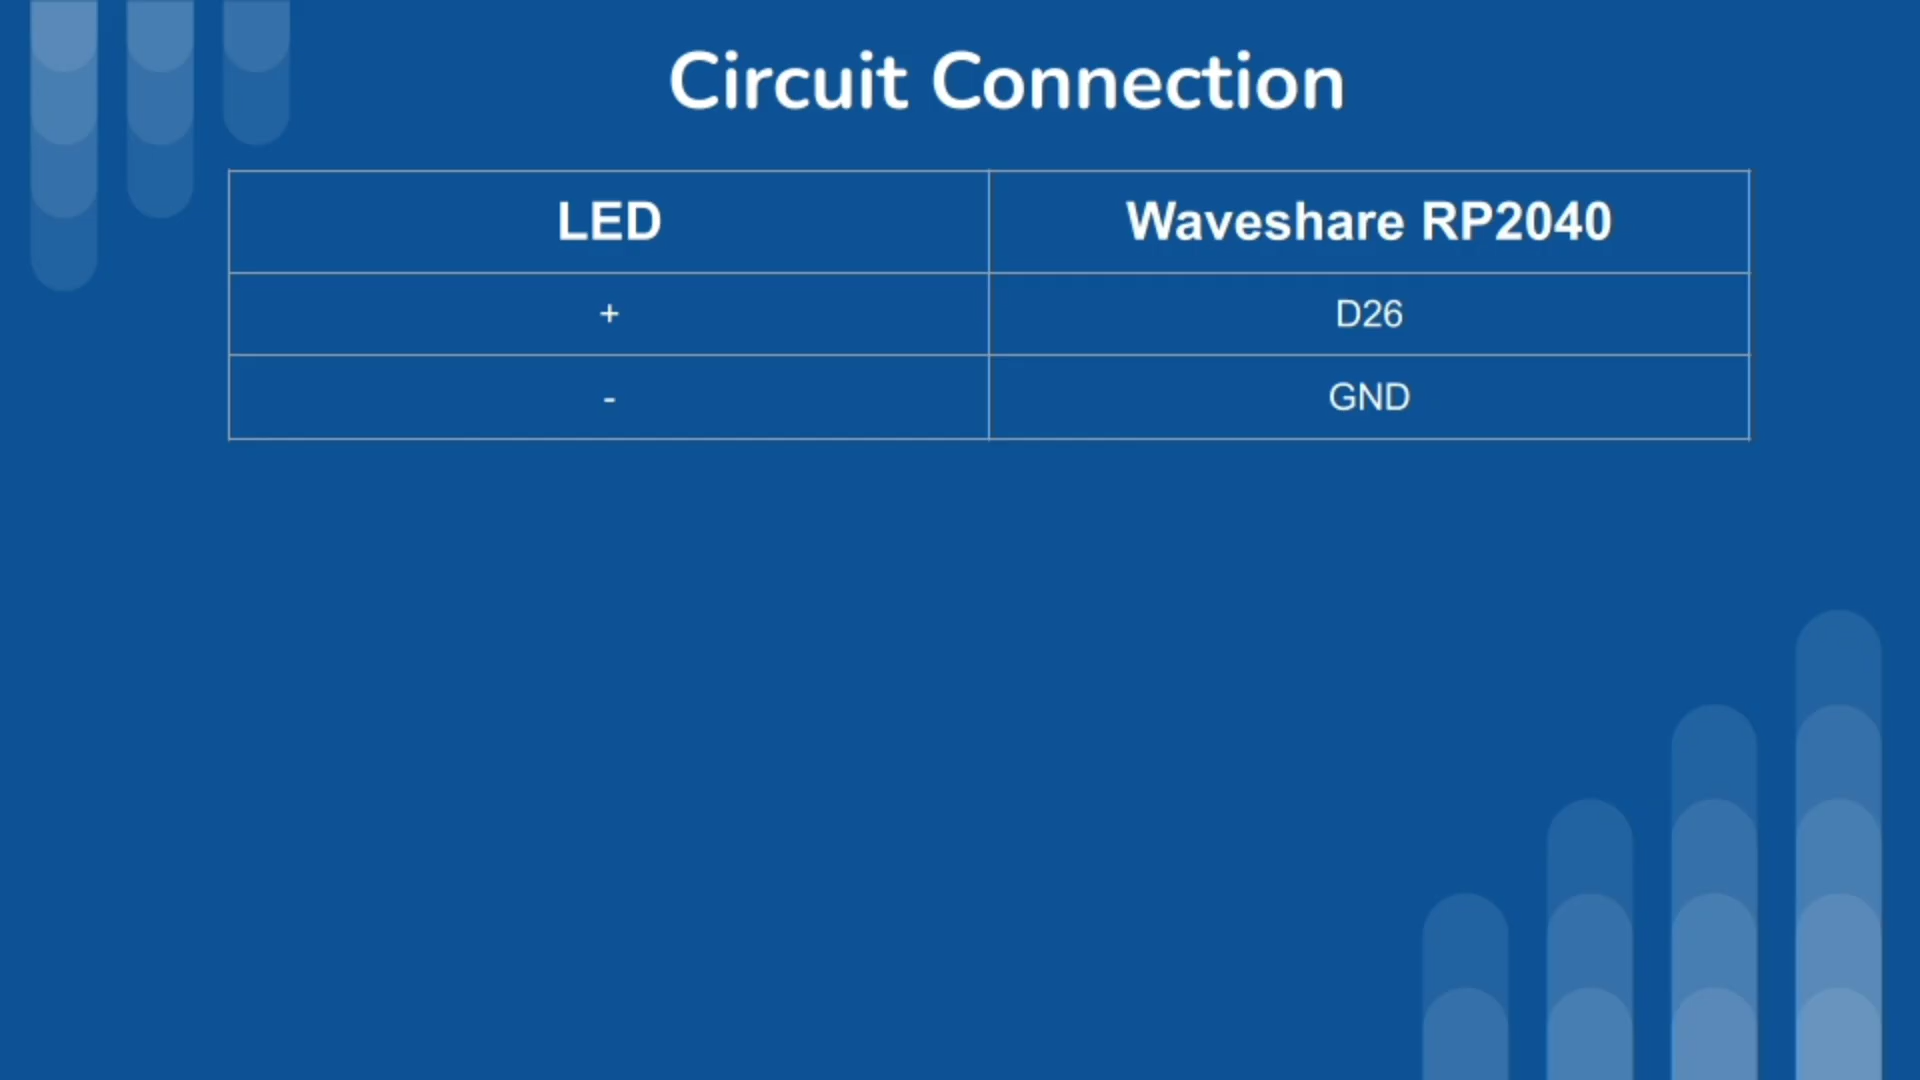 Circuit Connection
LED Waveshare RP2040
+ D26
- GND